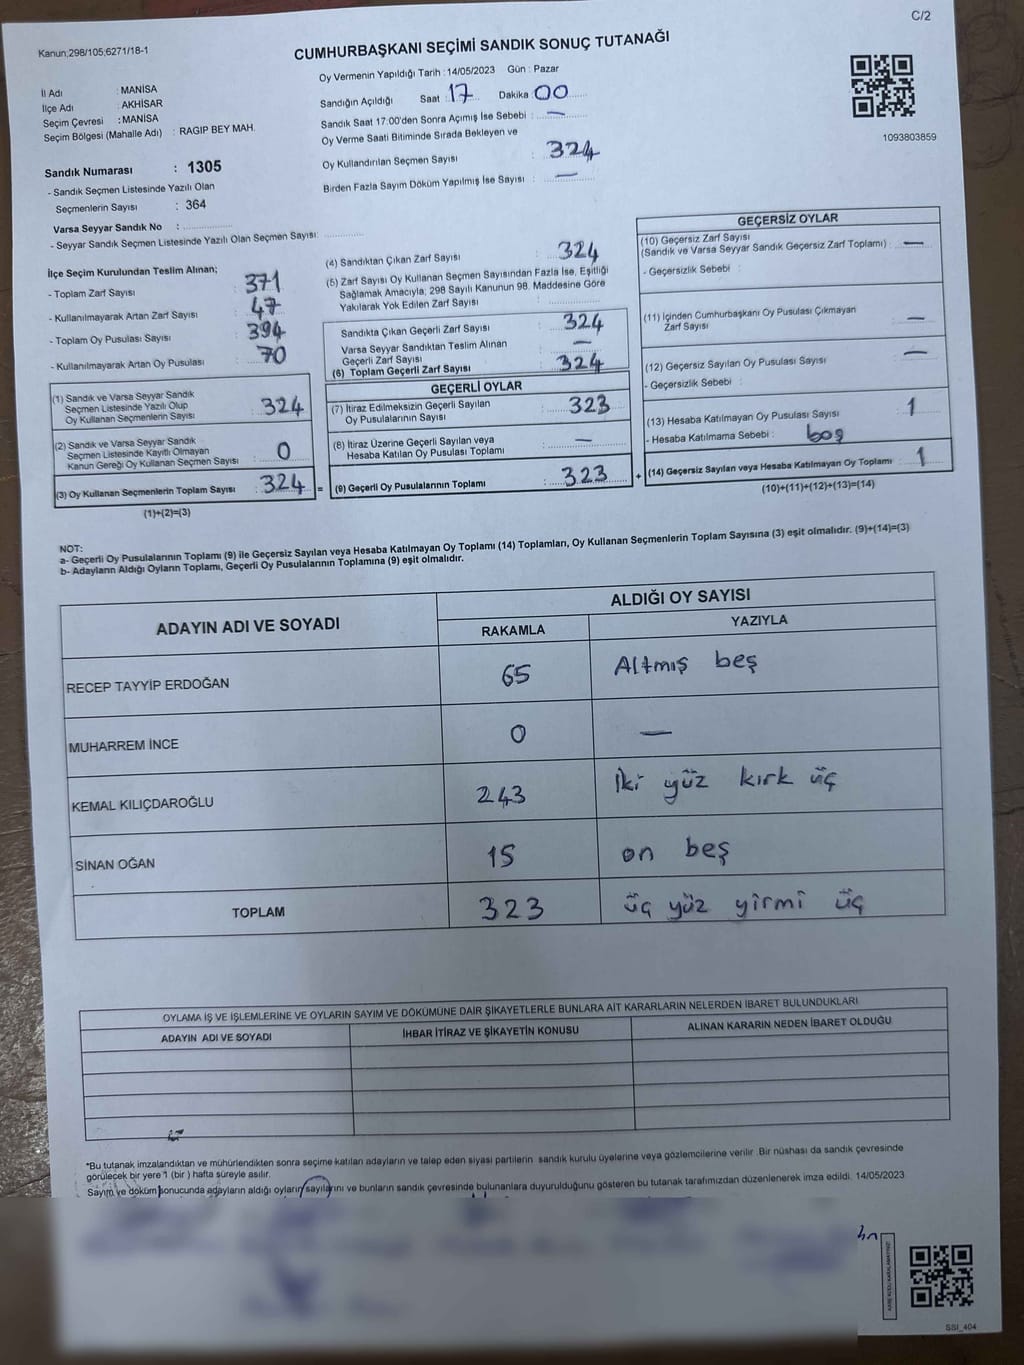 C/2
Kanun;298/105;6271/18-1
CUMHURBAŞKANI SEÇİMİ SANDIK SONUÇ TUTANAĞI
Oy Vermenin Yapıldığı Tarih : 14/05/2023 Gün : Pazar
İl Adı : MANİSA
İlçe Adı : AKHİSAR
Seçim Çevresi : MANİSA
Seçim Bölgesi (Mahalle Adı) : RAGIP BEY MAH.
Sandık Numarası : 1305
- Sandık Seçmen Listesinde Yazılı Olan
Seçmenlerin Sayısı : 364
Varsa Seyyar Sandık No :
- Seyyar Sandık Seçmen Listesinde Yazılı Olan Seçmen Sayısı:
Sandığın Açıldığı Saat 17 Dakika 00
Sandık Saat 17:00'den Sonra Açımış İse Sebebi : —
Oy Verme Saati Bitiminde Sırada Bekleyen ve
Oy Kullandırılan Seçmen Sayısı : 324
Birden Fazla Sayım Döküm Yapılmış İse Sayısı : —
1093803859
İlçe Seçim Kurulundan Teslim Alınan;
- Toplam Zarf Sayısı : 371
- Kullanılmayarak Artan Zarf Sayısı : 47
- Toplam Oy Pusulası Sayısı : 394
- Kullanılmayarak Artan Oy Pusulası : 70
(1) Sandık ve Varsa Seyyar Sandık
Seçmen Listesinde Yazılı Olup
Oy Kullanan Seçmenlerin Sayısı : 324
(2) Sandık ve Varsa Seyyar Sandık
Seçmen Listesinde Kayıtlı Olmayan
Kanun Gereği Oy Kullanan Seçmen Sayısı : 0
(3) Oy Kullanan Seçmenlerin Toplam Sayısı : 324 =
(1)+(2)=(3)
(4) Sandıktan Çıkan Zarf Sayısı : 324
(5) Zarf Sayısı Oy Kullanan Seçmen Sayısından Fazla İse, Eşitliği
Sağlamak Amacıyla; 298 Sayılı Kanunun 98. Maddesine Göre
Yakılarak Yok Edilen Zarf Sayısı :
Sandıkta Çıkan Geçerli Zarf Sayısı : 324
Varsa Seyyar Sandıktan Teslim Alınan
Geçerli Zarf Sayısı : —
(6) Toplam Geçerli Zarf Sayısı : 324
GEÇERLİ OYLAR
(7) İtiraz Edilmeksizin Geçerli Sayılan
Oy Pusulalarının Sayısı : 323
(8) İtiraz Üzerine Geçerli Sayılan veya
Hesaba Katılan Oy Pusulası Toplamı : —
(9) Geçerli Oy Pusulalarının Toplamı : 323 +
GEÇERSİZ OYLAR
(10) Geçersiz Zarf Sayısı
(Sandık ve Varsa Seyyar Sandık Geçersiz Zarf Toplamı) : —
- Geçersizlik Sebebi :
(11) İçinden Cumhurbaşkanı Oy Pusulası Çıkmayan
Zarf Sayısı : —
(12) Geçersiz Sayılan Oy Pusulası Sayısı : —
- Geçersizlik Sebebi :
(13) Hesaba Katılmayan Oy Pusulası Sayısı : 1
- Hesaba Katılmama Sebebi : boş
(14) Geçersiz Sayılan veya Hesaba Katılmayan Oy Toplamı : 1
(10)+(11)+(12)+(13)=(14)
NOT:
a- Geçerli Oy Pusulalarının Toplamı (9) ile Geçersiz Sayılan veya Hesaba Katılmayan Oy Toplamı (14) Toplamları, Oy Kullanan Seçmenlerin Toplam Sayısına (3) eşit olmalıdır. (9)+(14)=(3)
b- Adayların Aldığı Oyların Toplamı, Geçerli Oy Pusulalarının Toplamına (9) eşit olmalıdır.
ADAYIN ADI VE SOYADI
ALDIĞI OY SAYISI
RAKAMLA YAZIYLA
RECEP TAYYİP ERDOĞAN 65 Altmış beş
MUHARREM İNCE 0 —
KEMAL KILIÇDAROĞLU 243 İki yüz kırk üç
SİNAN OĞAN 15 on beş
TOPLAM 323 üç yüz yirmi üç
OYLAMA İŞ VE İŞLEMLERİNE VE OYLARIN SAYIM VE DÖKÜMÜNE DAİR ŞİKAYETLERLE BUNLARA AİT KARARLARIN NELERDEN İBARET BULUNDUKLARI
ADAYIN ADI VE SOYADI İHBAR İTİRAZ VE ŞİKAYETİN KONUSU ALINAN KARARIN NEDEN İBARET OLDUĞU
*Bu tutanak imzalandıktan ve mühürlendikten sonra seçime katılan adayların ve talep eden siyasi partilerin sandık kurulu üyelerine veya gözlemcilerine verilir. Bir nüshası da sandık çevresinde
görülecek bir yere 1 (bir) hafta süreyle asılır.
Sayım ve döküm sonucunda adayların aldığı oyların sayılarını ve bunların sandık çevresinde bulunanlara duyurulduğunu gösteren bu tutanak tarafımızdan düzenlenerek imza edildi. 14/05/2023
SSI_404